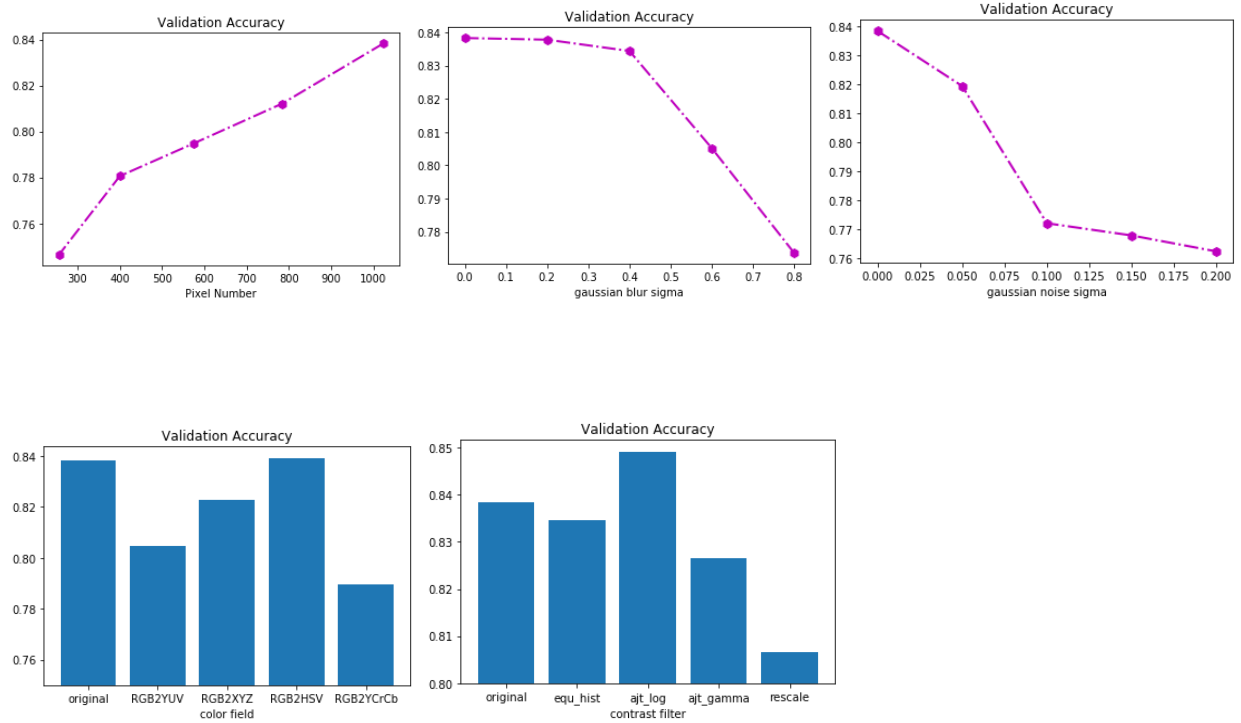 Validation Accuracy
0.84
0.82
0.80
0.78
0.76
300 400 500 600 700 800 900 1000
Pixel Number
Validation Accuracy
0.84
0.83
0.82
0.81
0.80
0.79
0.78
0.0 0.1 0.2 0.3 0.4 0.5 0.6 0.7 0.8
gaussian blur sigma
Validation Accuracy
0.84
0.83
0.82
0.81
0.80
0.79
0.78
0.77
0.76
0.000 0.025 0.050 0.075 0.100 0.125 0.150 0.175 0.200
gaussian noise sigma
Validation Accuracy
0.84
0.82
0.80
0.78
0.76
original RGB2YUV RGB2XYZ RGB2HSV RGB2YCrCb
color field
Validation Accuracy
0.85
0.84
0.83
0.82
0.81
0.80
original equ_hist ajt_log ajt_gamma rescale
contrast filter